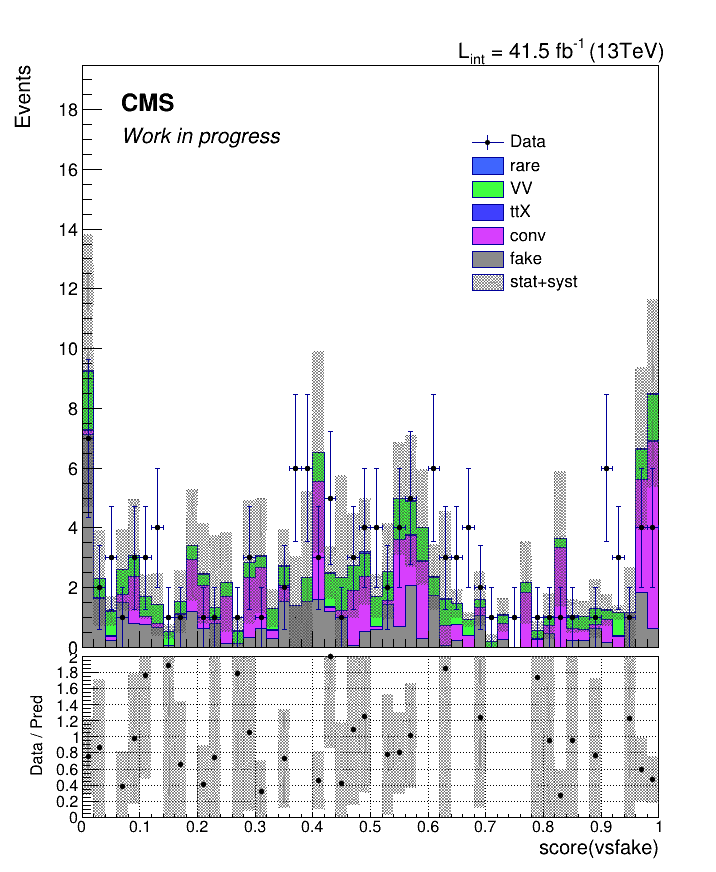 L_int = 41.5 fb^-1 (13TeV)
Events
CMS
Work in progress
Data
rare
VV
ttX
conv
fake
stat+syst
18
16
14
12
10
8
6
4
2
0
Data / Pred
2
1.8
1.6
1.4
1.2
1
0.8
0.6
0.4
0.2
0
0 0.1 0.2 0.3 0.4 0.5 0.6 0.7 0.8 0.9 1
score(vsfake)